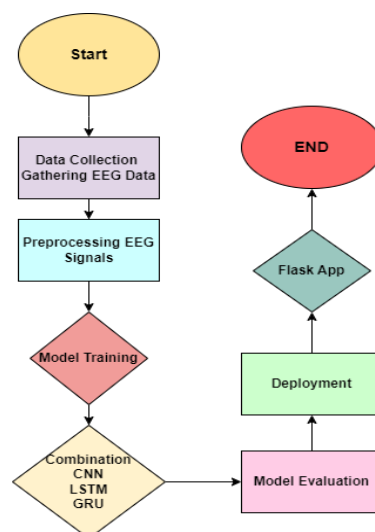 Start
Data Collection
Gathering EEG Data
Preprocessing EEG
Signals
Model Training
Combination
CNN
LSTM
GRU
Model Evaluation
Deployment
Flask App
END